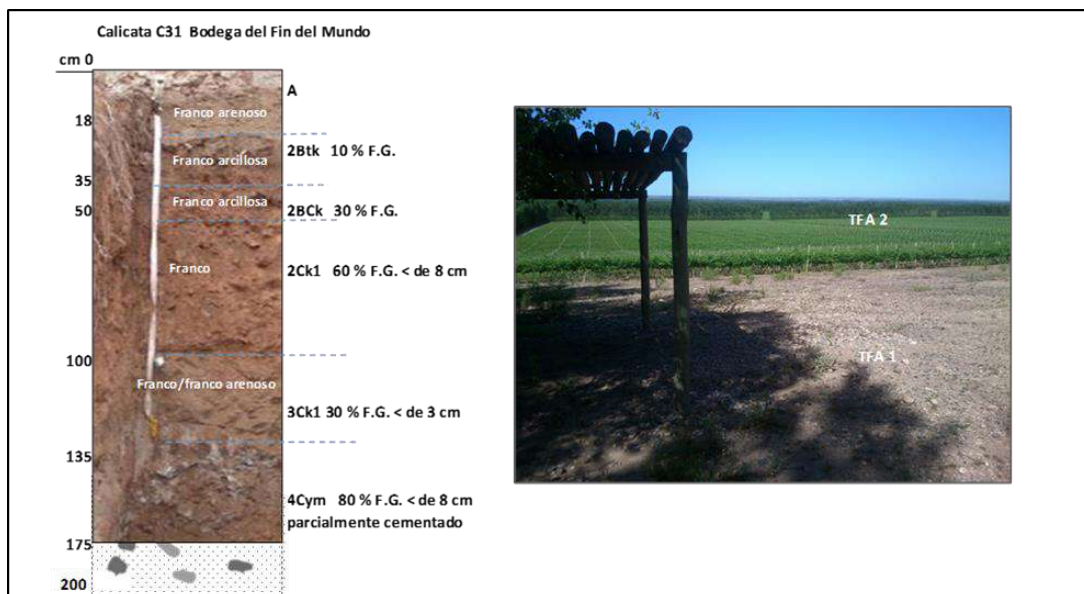 Calicata C31 Bodega del Fin del Mundo
cm 0
A
Franco arenoso
18
2Btk 10 % F.G.
Franco arcillosa
35
Franco arcillosa
50
2BCk 30 % F.G.
Franco
2Ck1 60 % F.G. < de 8 cm
100
Franco/franco arenoso
3Ck1 30 % F.G. < de 3 cm
135
4Cym 80 % F.G. < de 8 cm
parcialmente cementado
175
200
TFA 2
TFA 1